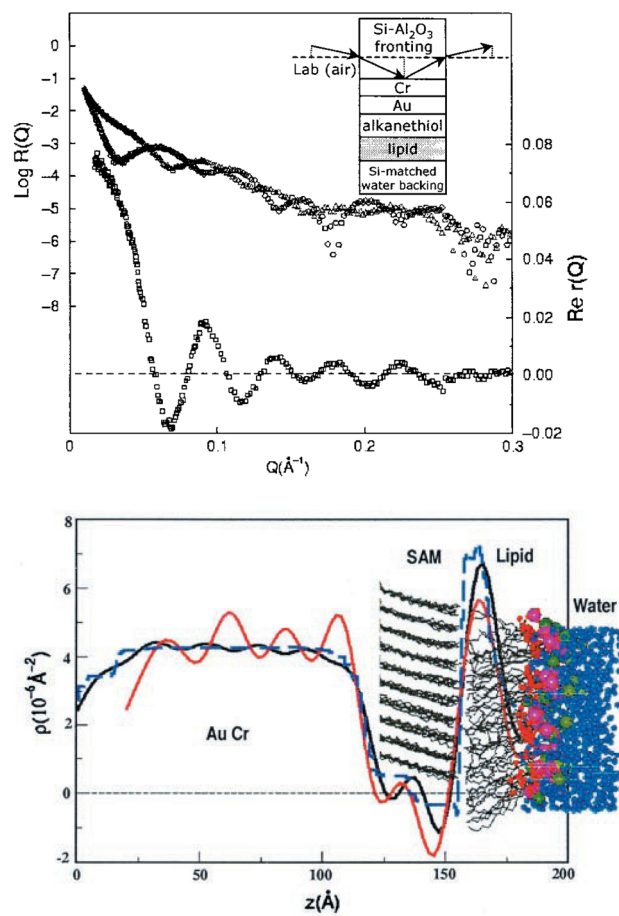 0
−1
−2
−3
−4
−5
−6
−7
−8
Log R(Q)
Si-Al₂O₃
fronting
Lab (air)
Cr
Au
alkanethiol
lipid
Si-matched
water backing
0.08
0.06
0.04
0.02
0.00
−0.02
Re r(Q)
0
0.1
0.2
0.3
Q(Å⁻¹)
8
6
4
2
0
-2
ρ(10⁻⁶Å⁻²)
SAM
Lipid
Water
Au Cr
0
50
100
150
200
z(Å)